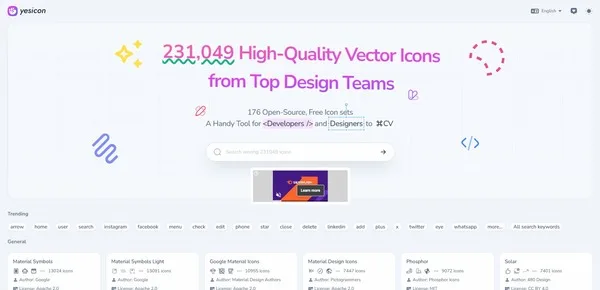 yesicon
English
231,049 High-Quality Vector Icons
from Top Design Teams
176 Open-Source, Free Icon sets
A Handy Tool for <Developers /> and Designers to ⌘CV
Learn more
Trending
arrow home user search instagram facebook menu check edit phone star close delete linkedin add plus x twitter eye whatsapp more... All search keywords
General
Material Symbols Material Symbols Light Google Material Icons Material Design Icons Phosphor Solar
13081 icons 10955 icons 7447 icons 9072 icons 7401 icons
Author: Google Author: Google Author: Material Design Authors Author: Pictogrammers Author: Phosphor Icons Author: 480 Design
License: Apache 2.0 License: Apache 2.0 License: Apache 2.0 License: Apache 2.0 License: MIT License: CC BY 4.0